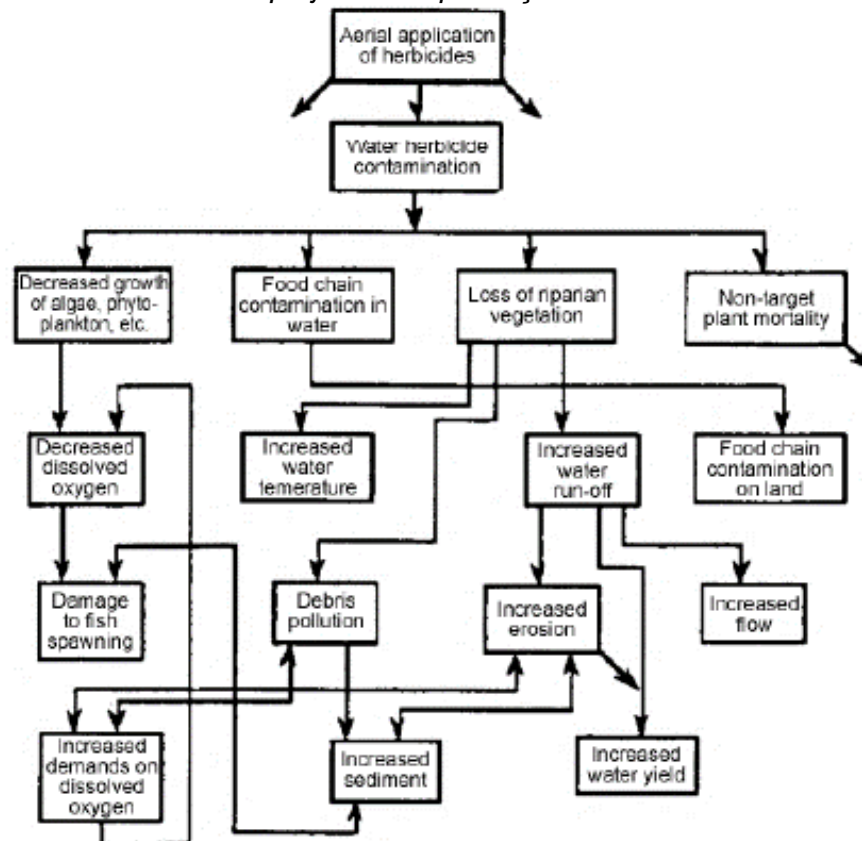 Aerial application
of herbicides
Water herbicide
contamination
Decreased growth
of algae, phyto-
plankton, etc.
Food chain
contamination in
water
Loss of riparian
vegetation
Non-target
plant mortality
Decreased
dissolved
oxygen
Increased
water
temerature
Increased
water
run-off
Food chain
contamination
on land
Damage
to fish
spawning
Debris
pollution
Increased
erosion
Increased
flow
Increased
demands on
dissolved
oxygen
Increased
sediment
Increased
water yield